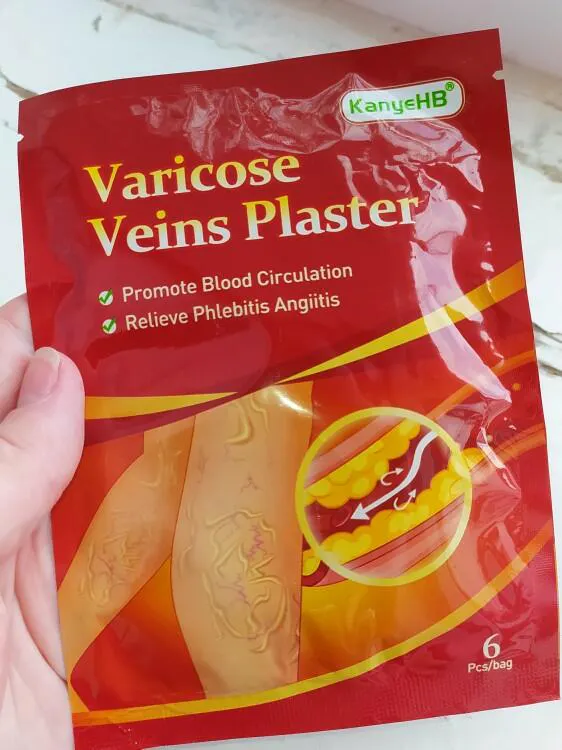 KanyeHB®
Varicose
Veins Plaster
Promote Blood Circulation
Relieve Phlebitis Angiitis
6
Pcs/bag